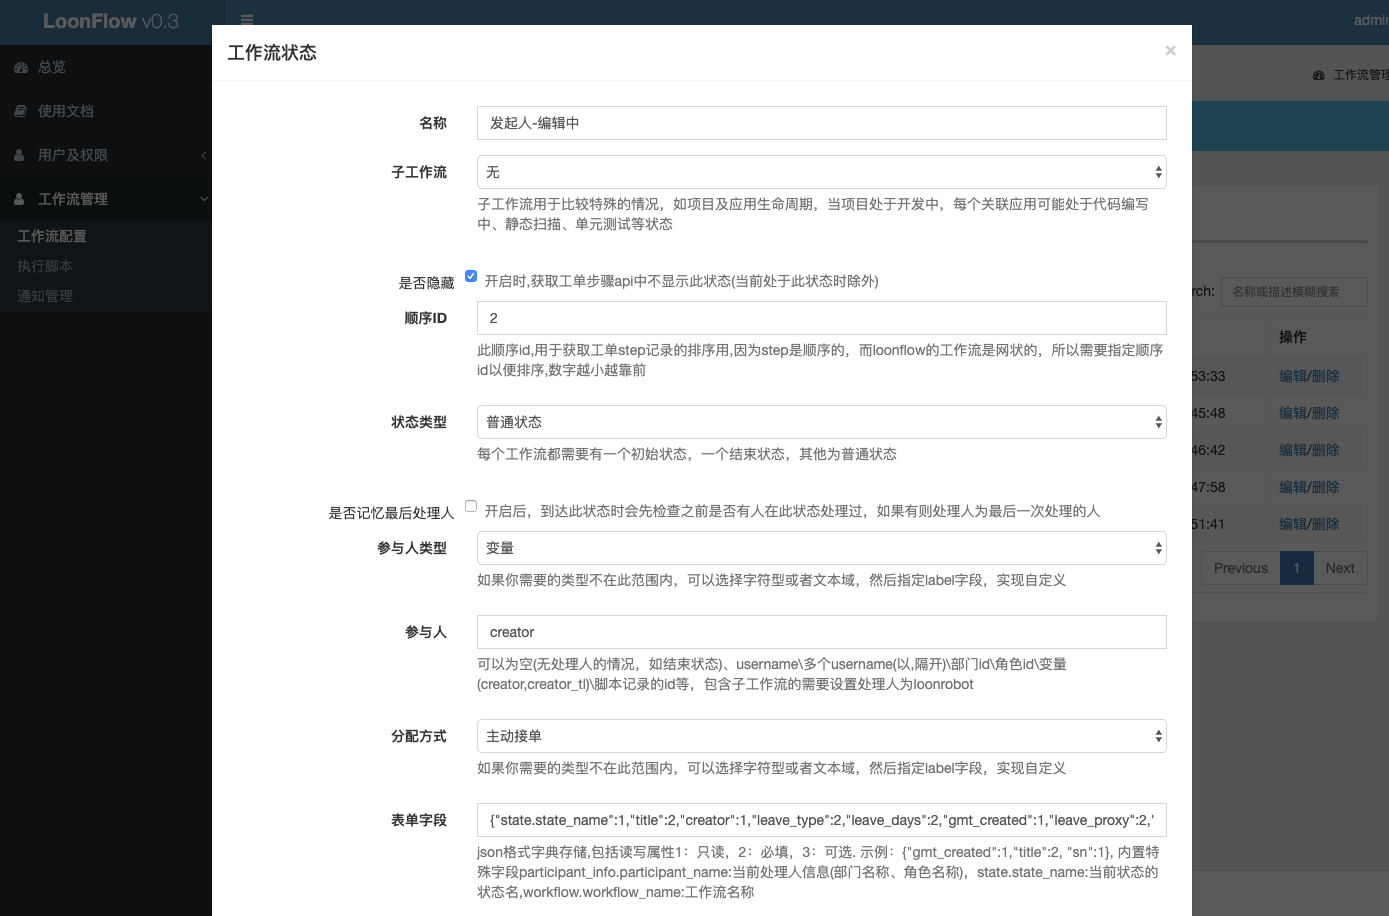 LoonFlow v0.3
admin
总览
使用文档
用户及权限
工作流管理
工作流配置
执行脚本
通知管理
工作流管理
工作流状态
×
名称
发起人-编辑中
子工作流
无
子工作流用于比较特殊的情况，如项目及应用生命周期，当项目处于开发中，每个关联应用可能处于代码编写
中、静态扫描、单元测试等状态
是否隐藏
开启时,获取工单步骤api中不显示此状态(当前处于此状态时除外)
顺序ID
2
此顺序id,用于获取工单step记录的排序用,因为step是顺序的，而loonflow的工作流是网状的，所以需要指定顺序
id以便排序,数字越小越靠前
状态类型
普通状态
每个工作流都需要有一个初始状态，一个结束状态，其他为普通状态
是否记忆最后处理人
开启后，到达此状态时会先检查之前是否有人在此状态处理过，如果有则处理人为最后一次处理的人
参与人类型
变量
如果你需要的类型不在此范围内，可以选择字符型或者文本域，然后指定label字段，实现自定义
参与人
creator
可以为空(无处理人的情况，如结束状态)、username\多个username(以,隔开)\部门id\角色id\变量
(creator,creator_tl)\脚本记录的id等，包含子工作流的需要设置处理人为loonrobot
分配方式
主动接单
如果你需要的类型不在此范围内，可以选择字符型或者文本域，然后指定label字段，实现自定义
表单字段
{"state.state_name":1,"title":2,"creator":1,"leave_type":2,"leave_days":2,"gmt_created":1,"leave_proxy":2,"
json格式字典存储,包括读写属性1：只读，2：必填，3：可选. 示例：{"gmt_created":1,"title":2, "sn":1}, 内置特
殊字段participant_info.participant_name:当前处理人信息(部门名称、角色名称)，state.state_name:当前状态的
状态名,workflow.workflow_name:工作流名称
rch:
名称或描述模糊搜索
操作
53:33
编辑/删除
45:48
编辑/删除
46:42
编辑/删除
47:58
编辑/删除
51:41
编辑/删除
Previous
1
Next